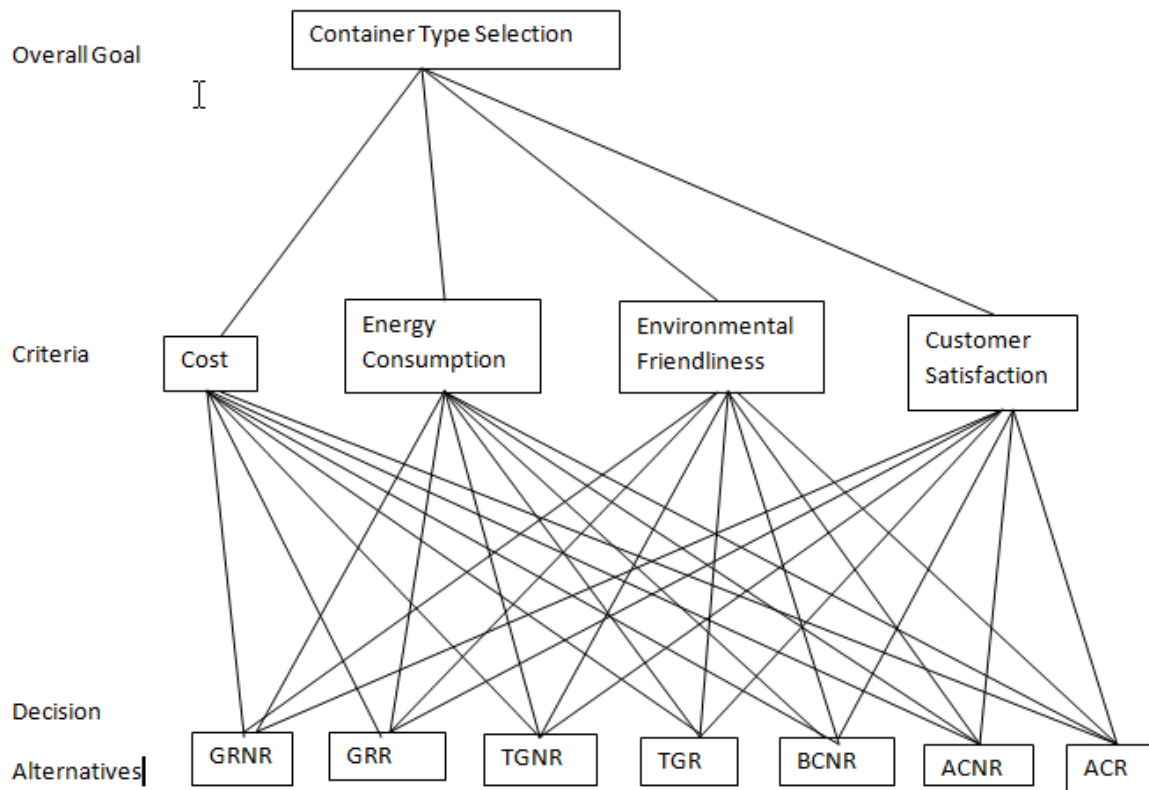 Container Type Selection
Overall Goal
Criteria
Cost
Energy
Consumption
Environmental
Friendliness
Customer
Satisfaction
Decision
Alternatives
GRNR
GRR
TGNR
TGR
BCNR
ACNR
ACR